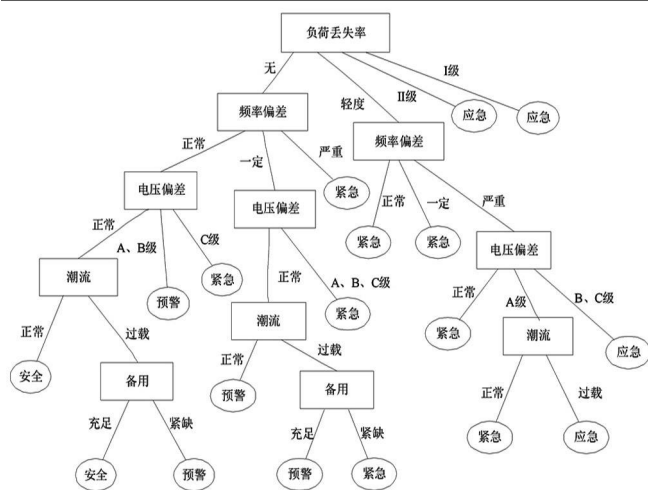 负荷丢失率
无
轻度
II级
I级
频率偏差
应急
应急
频率偏差
正常
一定
严重
紧急
正常
一定
严重
电压偏差
电压偏差
紧急
紧急
电压偏差
正常
A、B级
C级
正常
A、B、C级
正常
A级
B、C级
潮流
预警
紧急
潮流
紧急
紧急
潮流
应急
正常
过载
正常
过载
正常
过载
安全
备用
预警
备用
紧急
应急
充足
紧缺
充足
紧缺
安全
预警
预警
紧急